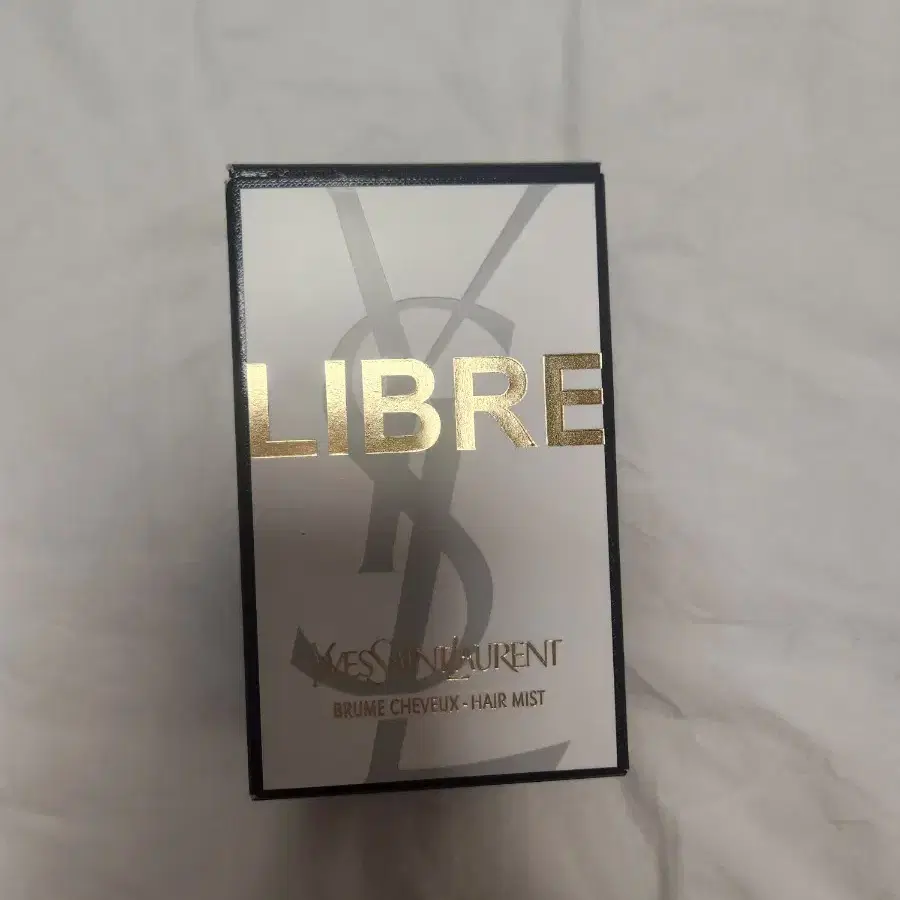 LIBRE
YVESSAINTLAURENT
BRUME CHEVEUX - HAIR MIST